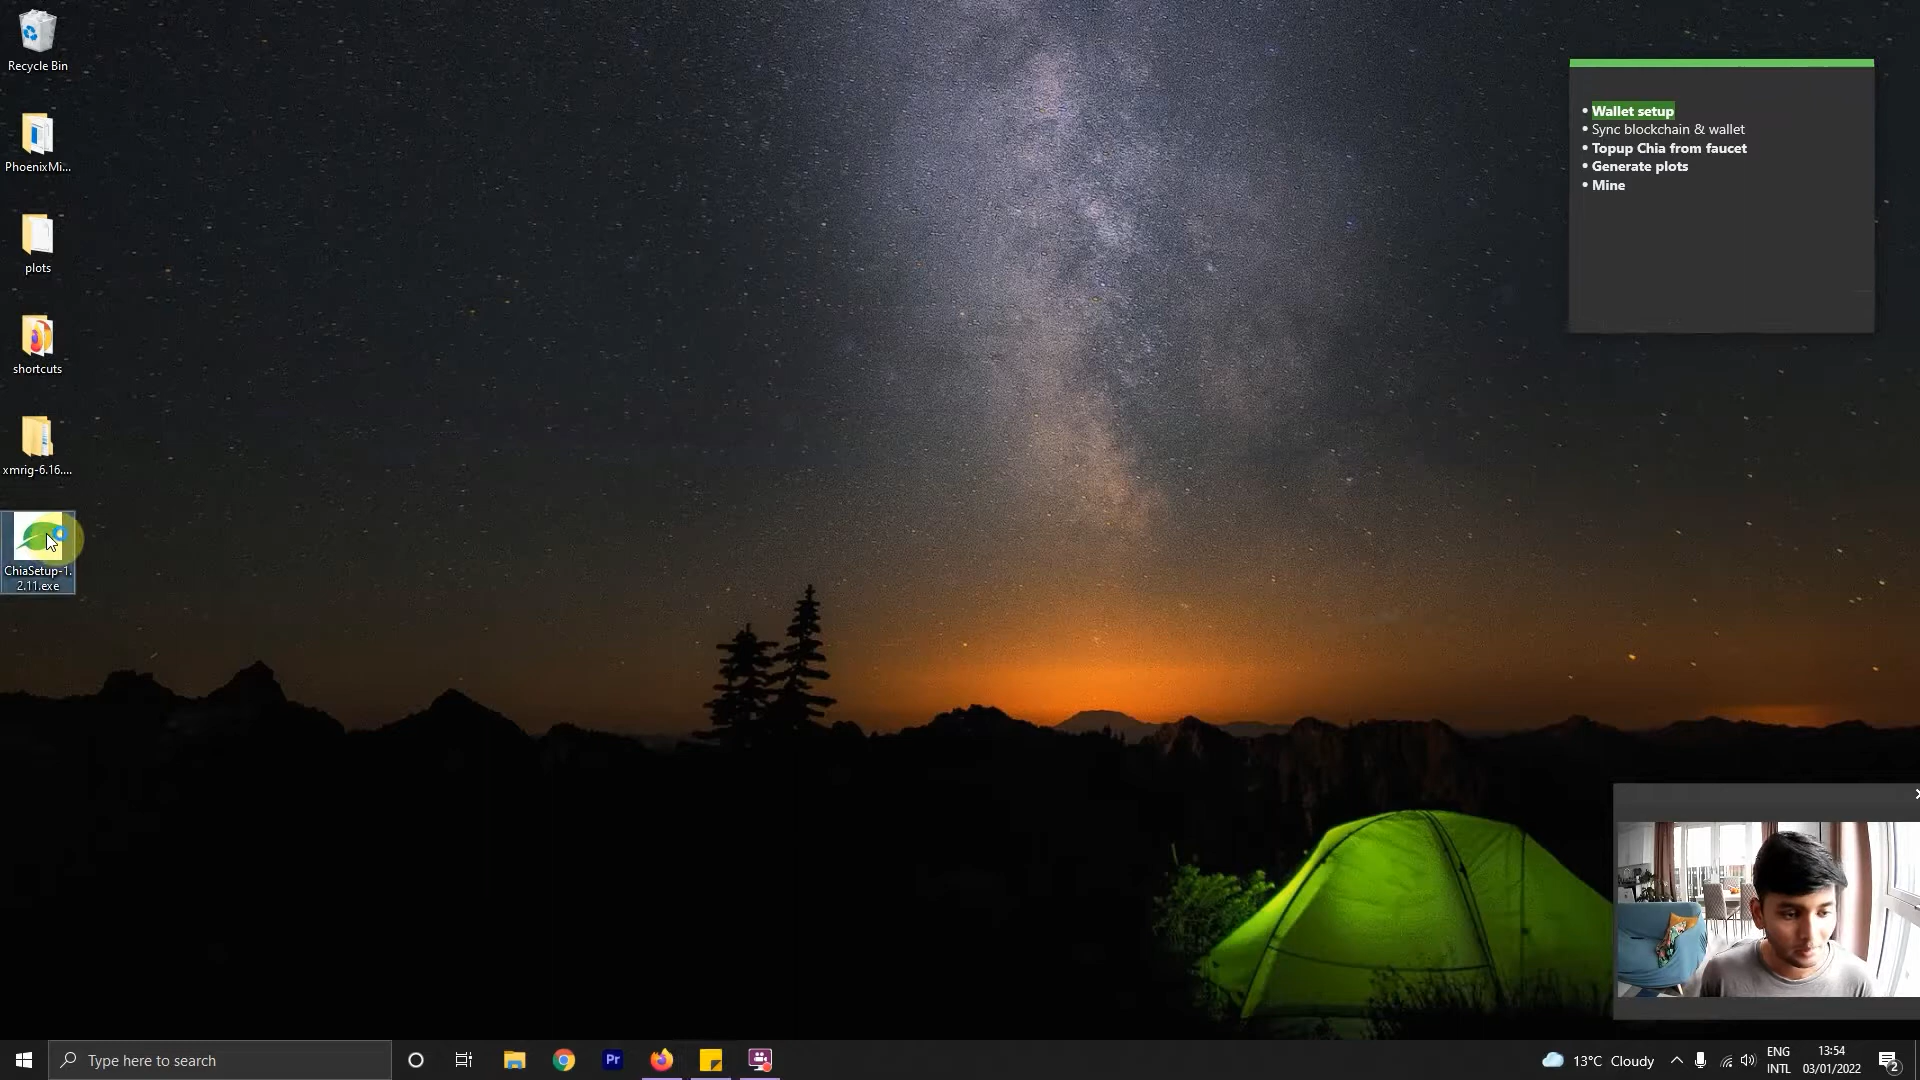 Recycle Bin
PhoenixMi...
plots
shortcuts
xmrig-6.16....
ChiaSetup-1.
2.11.exe
• Wallet setup
• Sync blockchain & wallet
• Topup Chia from faucet
• Generate plots
• Mine
Type here to search
Pr
13°C Cloudy
ENG
INTL
13:54
03/01/2022
2